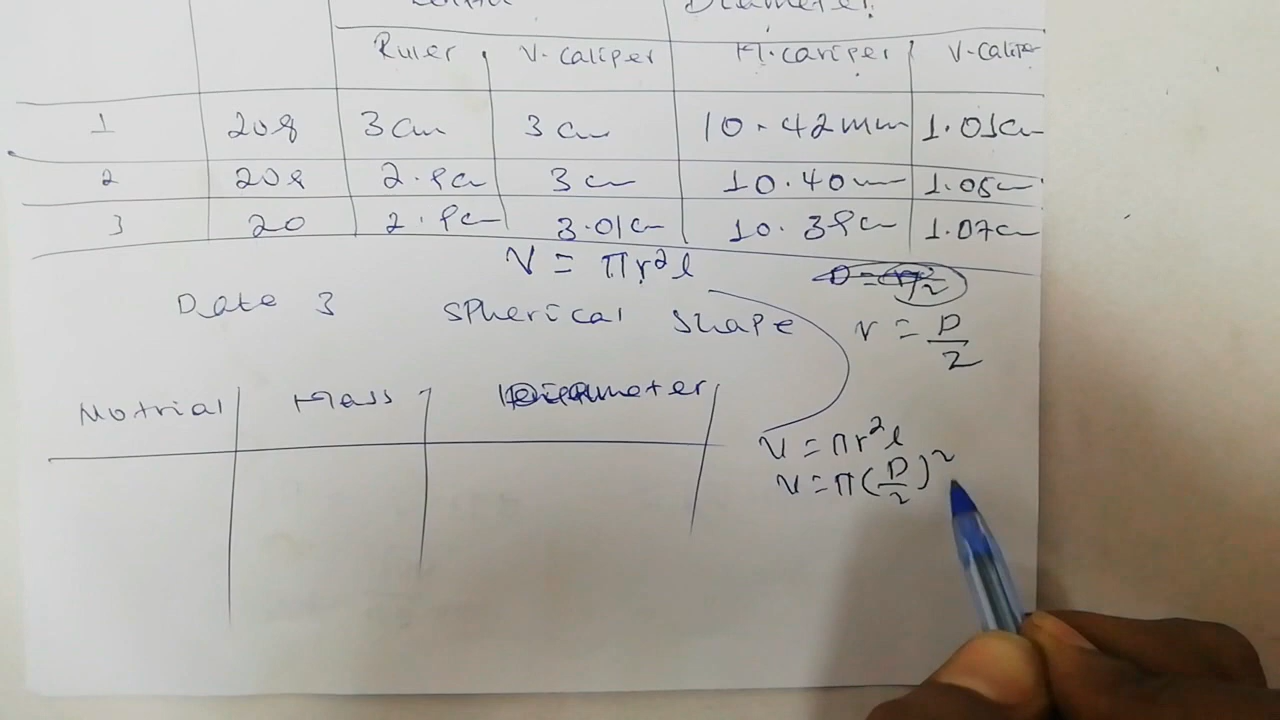 Diameter
Ruler V. caliper M. caliper V-caliper
1 20g 3cm 3cm 10.42mm 1.01cm
2 20g 2.9cm 3cm 10.40cm 1.05cm
3 20 2.9cm 3.01cm 10.39cm 1.07cm
V = πr²l
Date 3 Spherical shape
r = D/2
Motrial Mass Diameter
V = πr²l
V = π(D/2)²